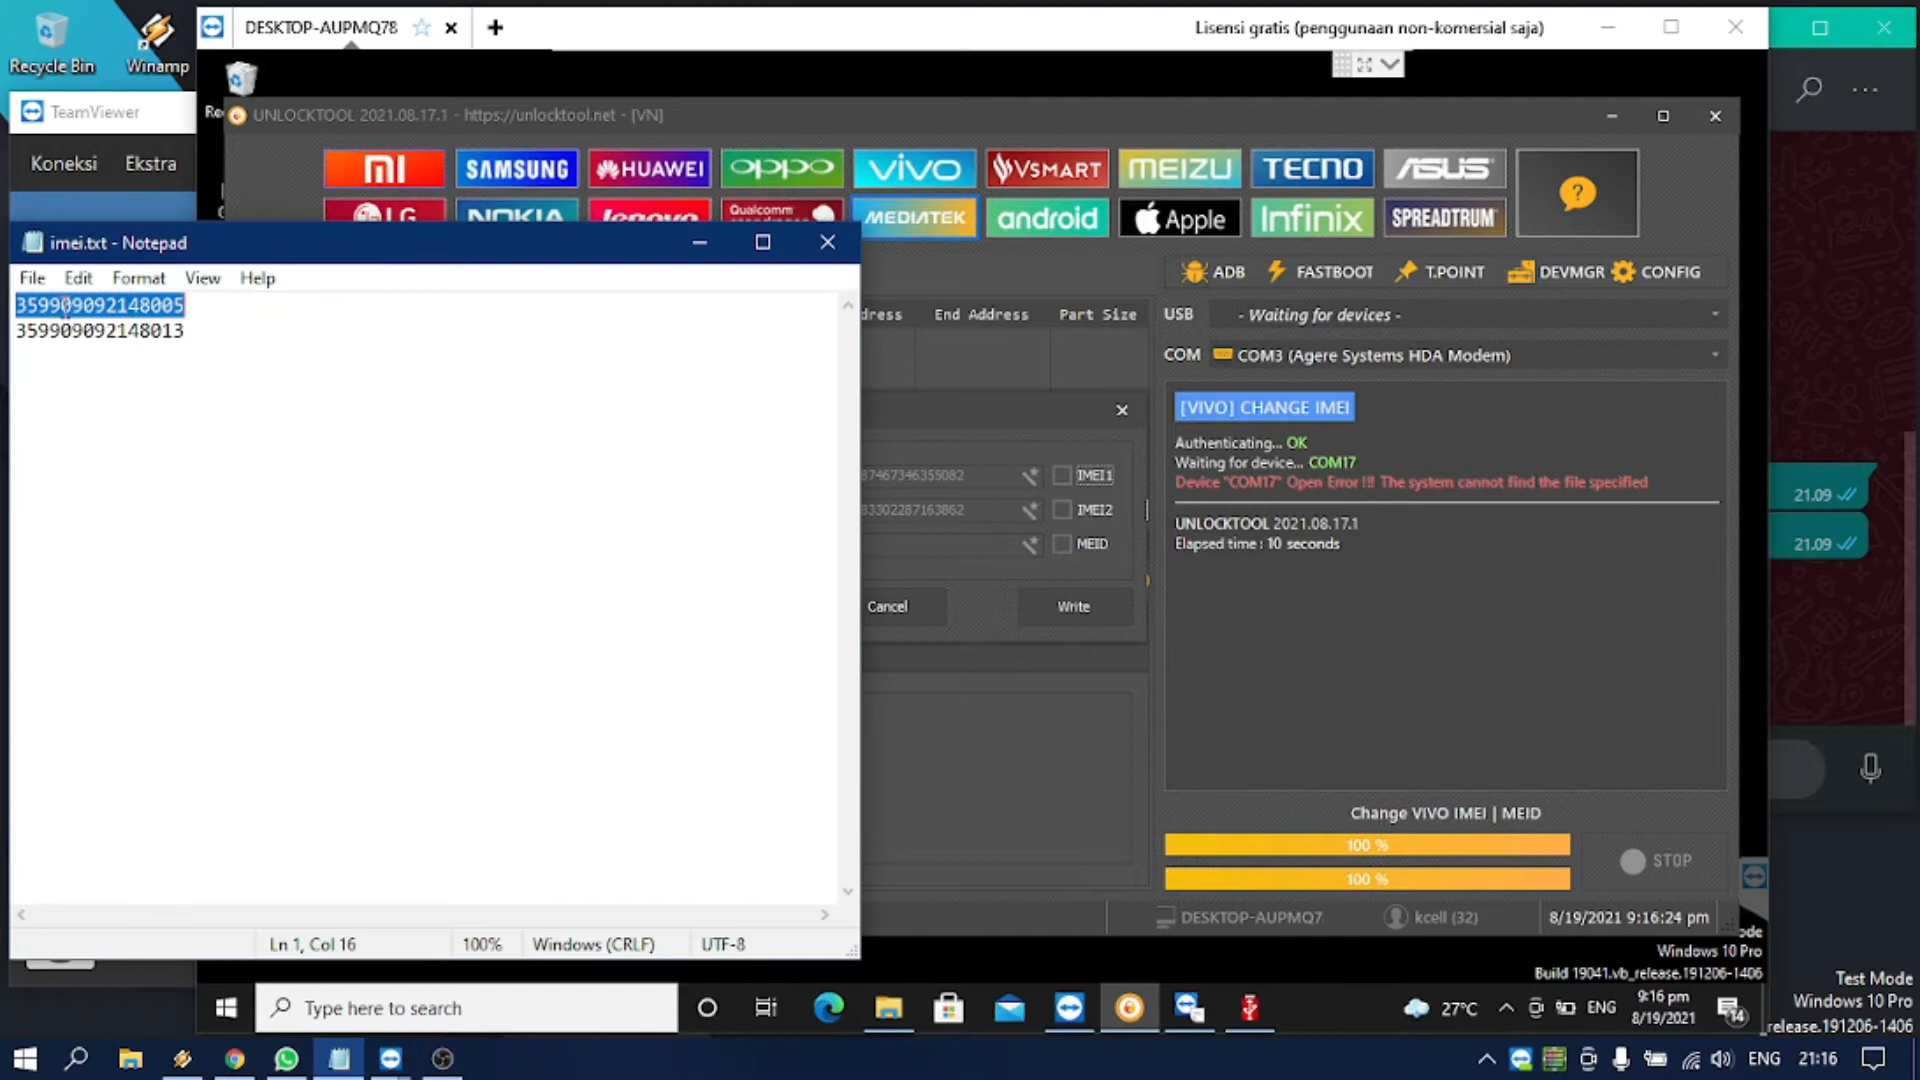 DESKTOP-AUPMQ78
Lisensi gratis (penggunaan non-komersial saja)
Recycle Bin
Winamp
TeamViewer
UNLOCKTOOL 2021.08.17.1 - https://unlocktool.net - [VN]
Koneksi Ekstra
MI SAMSUNG HUAWEI oppo vivo VSMART MEIZU TECNO ASUS ?
LG NOKIA Lenovo Qualcomm MEDIATEK android Apple Infinix SPREADTRUM
imei.txt - Notepad
File Edit Format View Help
359909092148005
359909092148013
Ln 1, Col 16 100% Windows (CRLF) UTF-8
ADB FASTBOOT T.POINT DEVMGR CONFIG
End Address Part Size
USB - Waiting for devices -
COM COM3 (Agere Systems HDA Modem)
37467346355082 IMEI1
33302287163862 IMEI2
MEID
Cancel Write
[VIVO] CHANGE IMEI
Authenticating... OK
Waiting for device... COM17
Device "COM17" Open Error !!! The system cannot find the file specified
UNLOCKTOOL 2021.08.17.1
Elapsed time : 10 seconds
Change VIVO IMEI | MEID
100 %
100 %
STOP
DESKTOP-AUPMQ7 kcell (32) 8/19/2021 9:16:24 pm
21.09
21.09
Windows 10 Pro
Build 19041.vb_release.191206-1406
Test Mode
Windows 10 Pro
release.191206-1406
Type here to search
27°C ENG 9:16 pm
8/19/2021
14
ENG 21:16